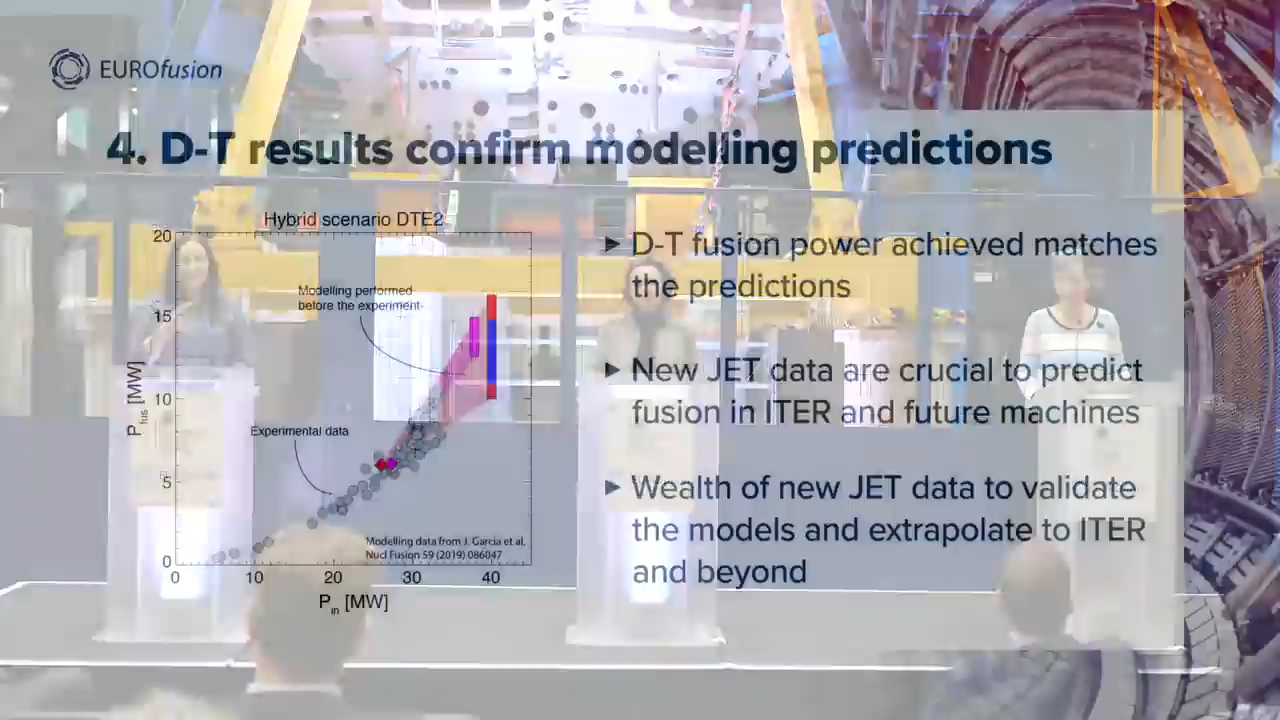 EUROfusion
4. D-T results confirm modelling predictions
Hybrid scenario DTE2
20
15
10
5
0
P_fus [MW]
Modelling performed
before the experiment
Experimental data
Modelling data from J. Garcia et al,
Nucl Fusion 59 (2019) 086047
0 10 20 30 40
P_in [MW]
► D-T fusion power achieved matches
the predictions
► New JET data are crucial to predict
fusion in ITER and future machines
► Wealth of new JET data to validate
the models and extrapolate to ITER
and beyond